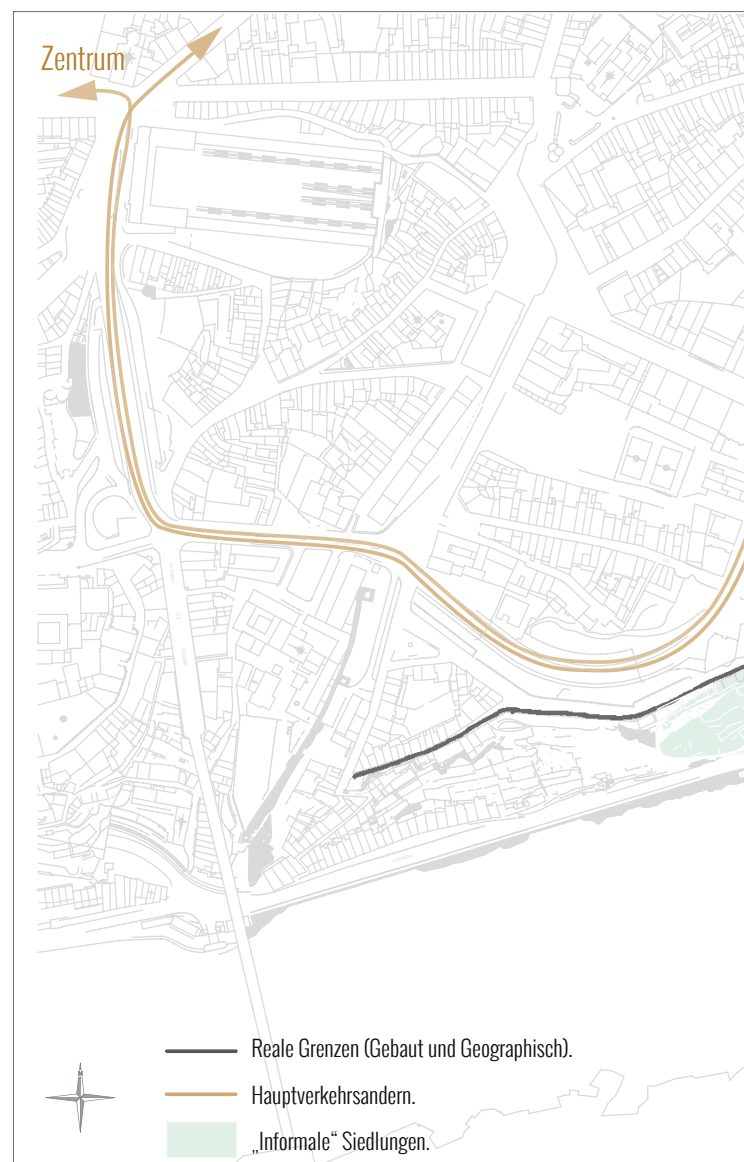 Zentrum
N
Reale Grenzen (Gebaut und Geographisch).
Hauptverkehrsandern.
„Informale“ Siedlungen.